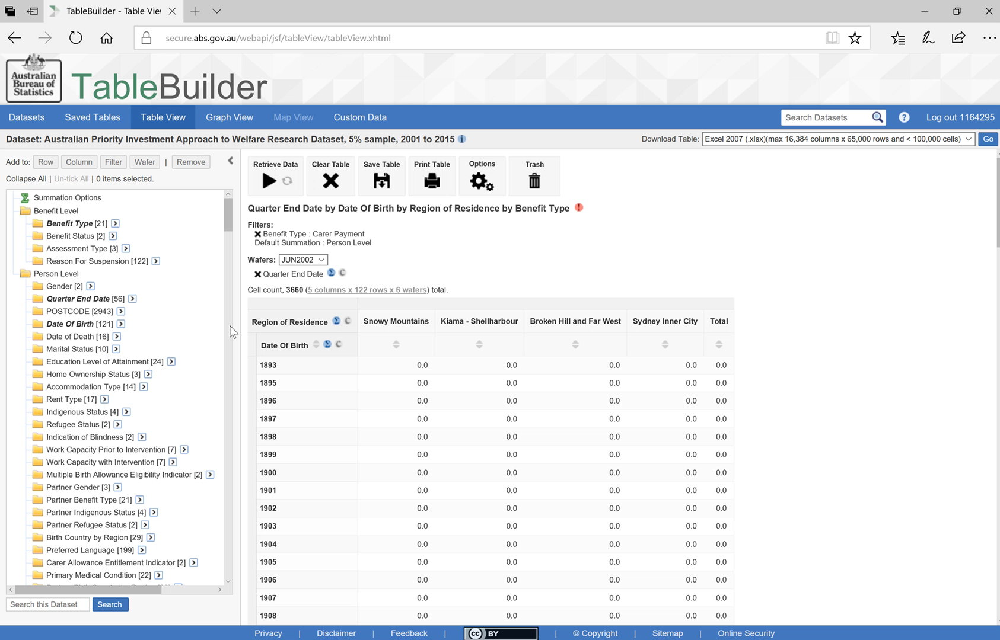 TableBuilder - Table View
secure.abs.gov.au/webapi/jsf/tableView/tableView.xhtml
Australian
Bureau of
Statistics
TableBuilder
Datasets Saved Tables Table View Graph View Map View Custom Data Search Datasets ? Log out 1164295
Dataset: Australian Priority Investment Approach to Welfare Research Dataset, 5% sample, 2001 to 2015 i Download Table: Excel 2007 (.xlsx)(max 16,384 columns x 65,000 rows and < 100,000 cells) Go
Add to: Row Column Filter Wafer | Remove
Collapse All | Un-tick All | 0 items selected.
Summation Options
Benefit Level
Benefit Type [21]
Benefit Status [2]
Assessment Type [3]
Reason For Suspension [122]
Person Level
Gender [2]
Quarter End Date [56]
POSTCODE [2943]
Date Of Birth [121]
Date of Death [16]
Marital Status [10]
Education Level of Attainment [24]
Home Ownership Status [3]
Accommodation Type [14]
Rent Type [17]
Indigenous Status [4]
Refugee Status [2]
Indication of Blindness [2]
Work Capacity Prior to Intervention [7]
Work Capacity with Intervention [7]
Multiple Birth Allowance Eligibility Indicator [2]
Partner Gender [3]
Partner Benefit Type [21]
Partner Indigenous Status [4]
Partner Refugee Status [2]
Birth Country by Region [29]
Preferred Language [199]
Carer Allowance Entitlement Indicator [2]
Primary Medical Condition [22]
Search this Dataset Search
Retrieve Data Clear Table Save Table Print Table Options Trash
Quarter End Date by Date Of Birth by Region of Residence by Benefit Type !
Filters:
Benefit Type : Carer Payment
Default Summation : Person Level
Wafers: JUN2002
Quarter End Date Σ C
Cell count, 3660 (5 columns x 122 rows x 6 wafers) total.
Region of Residence Σ C Snowy Mountains Kiama - Shellharbour Broken Hill and Far West Sydney Inner City Total
Date Of Birth Σ C
1893 0.0 0.0 0.0 0.0 0.0
1895 0.0 0.0 0.0 0.0 0.0
1896 0.0 0.0 0.0 0.0 0.0
1897 0.0 0.0 0.0 0.0 0.0
1898 0.0 0.0 0.0 0.0 0.0
1899 0.0 0.0 0.0 0.0 0.0
1900 0.0 0.0 0.0 0.0 0.0
1901 0.0 0.0 0.0 0.0 0.0
1902 0.0 0.0 0.0 0.0 0.0
1903 0.0 0.0 0.0 0.0 0.0
1904 0.0 0.0 0.0 0.0 0.0
1905 0.0 0.0 0.0 0.0 0.0
1906 0.0 0.0 0.0 0.0 0.0
1907 0.0 0.0 0.0 0.0 0.0
1908 0.0 0.0 0.0 0.0 0.0
Privacy | Disclaimer | Feedback | cc BY | © Copyright | Sitemap | Online Security